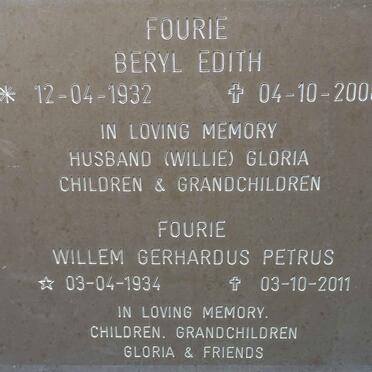 FOURIE
BERYL EDITH
* 12-04-1932 ✝ 04-10-200
IN LOVING MEMORY
HUSBAND (WILLIE) GLORIA
CHILDREN & GRANDCHILDREN
FOURIE
WILLEM GERHARDUS PETRUS
☆ 03-04-1934 ✝ 03-10-2011
IN LOVING MEMORY.
CHILDREN. GRANDCHILDREN
GLORIA & FRIENDS